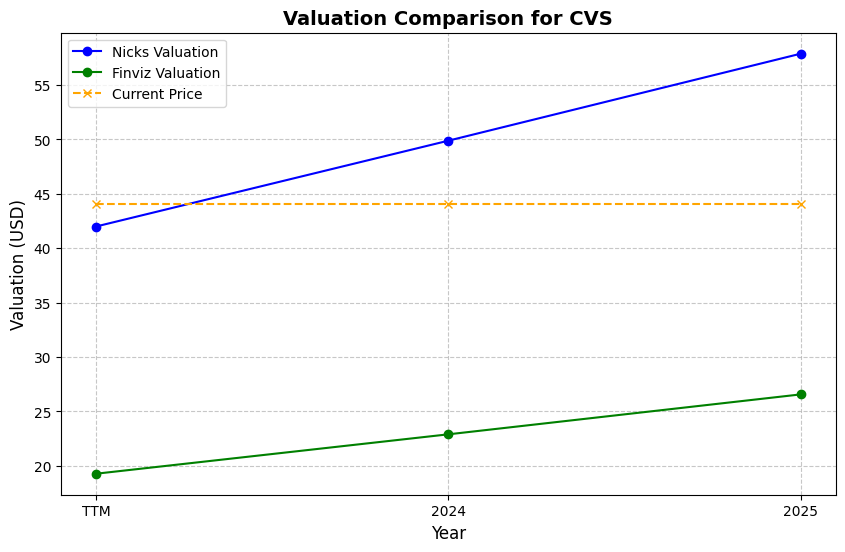 Valuation Comparison for CVS
Nicks Valuation
Finviz Valuation
Current Price
Valuation (USD)
55
50
45
40
35
30
25
20
TTM
2024
2025
Year